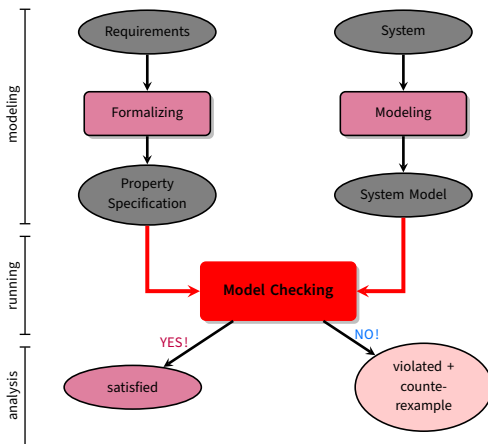 modeling
Requirements
System
Formalizing
Modeling
Property
Specification
System Model
running
Model Checking
YES!
NO!
analysis
satisfied
violated +
counte-
rexample